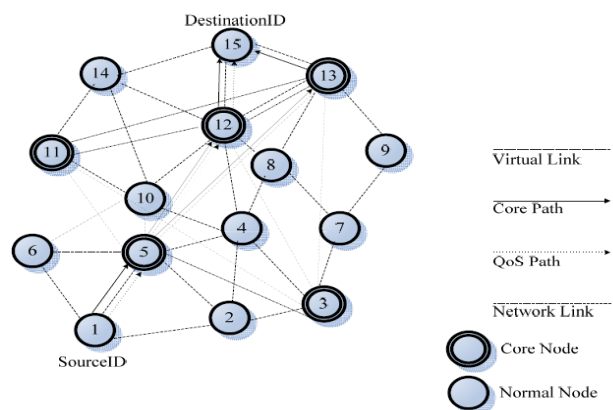 DestinationID
15
14
13
12
11
9
8
10
4
7
6
5
3
2
1
SourceID
Virtual Link
Core Path
QoS Path
Network Link
Core Node
Normal Node